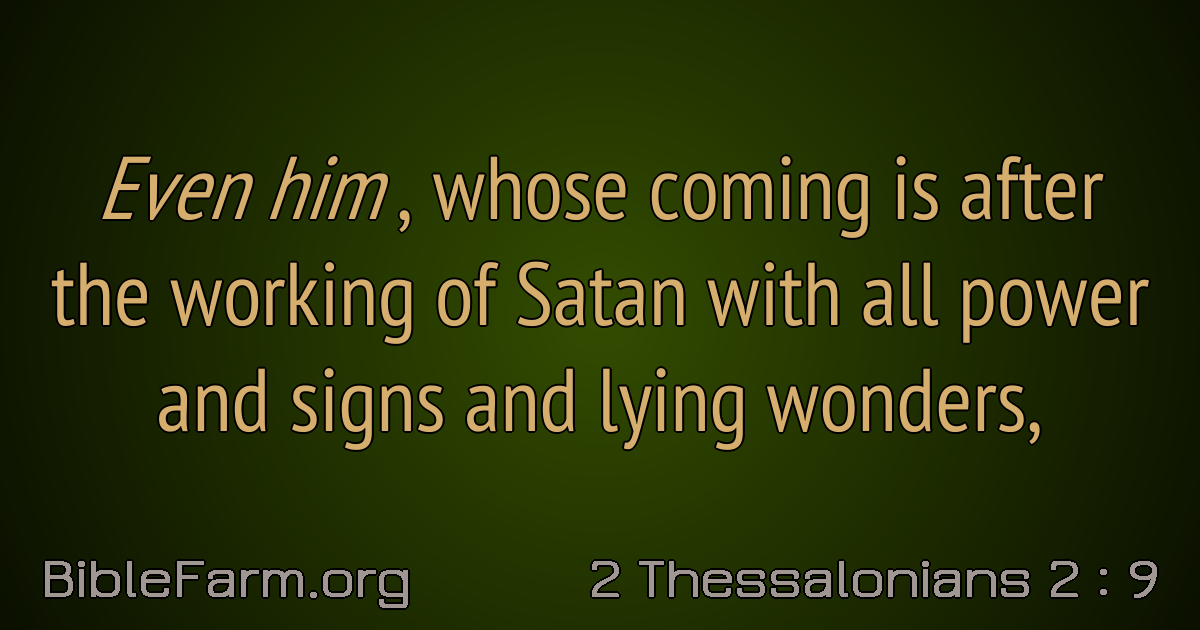 Even him , whose coming is after
the working of Satan with all power
and signs and lying wonders,
BibleFarm.org
2 Thessalonians 2 : 9